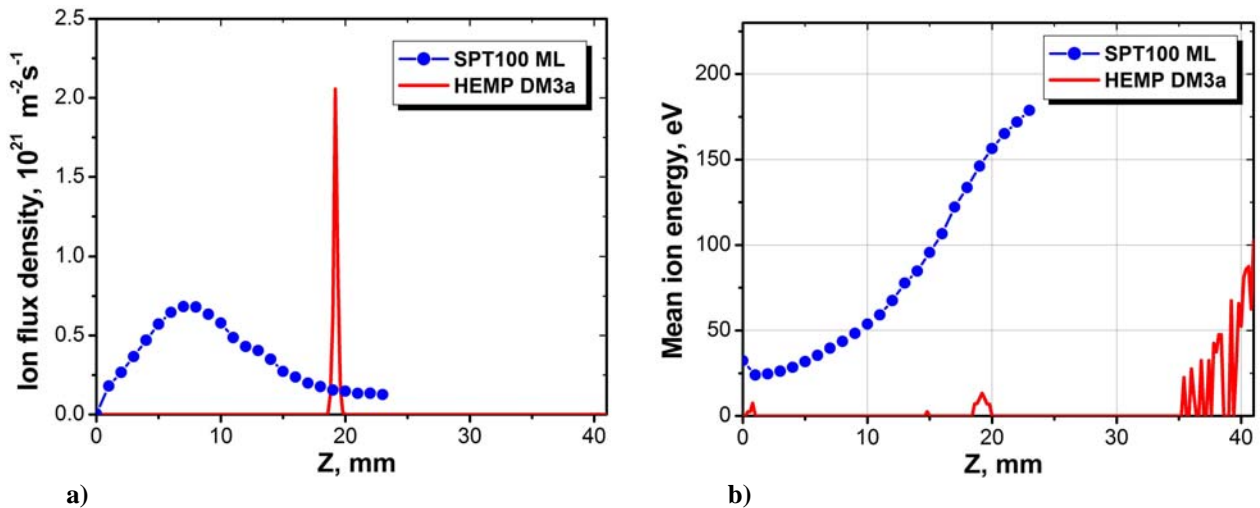 Ion flux density, 10²¹ m⁻²s⁻¹
2.5
2.0
1.5
1.0
0.5
0.0
SPT100 ML
HEMP DM3a
0 10 20 30 40
Z, mm
a)
Mean ion energy, eV
200
150
100
50
0
SPT100 ML
HEMP DM3a
0 10 20 30 40
Z, mm
b)